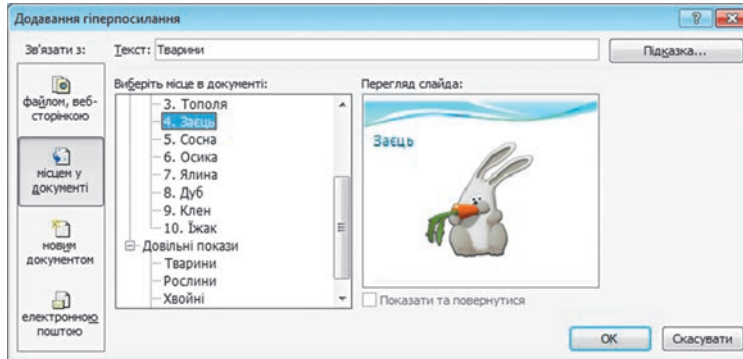 Додавання гіперпосилання
Зв'язати з:
Текст: Тварини
Підказка...
файлом, веб-
сторінкою
місцем у
документі
новим
документом
електронною
поштою
Виберіть місце в документі:
3. Тополя
4. Заєць
5. Сосна
6. Осика
7. Ялина
8. Дуб
9. Клен
10. Їжак
Довільні покази
Тварини
Рослини
Хвойні
Перегляд слайда:
Заєць
Показати та повернутися
ОК
Скасувати